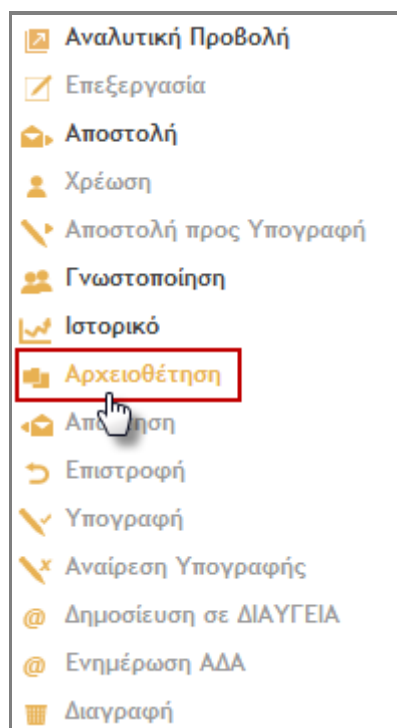 Αναλυτική Προβολή
Επεξεργασία
Αποστολή
Χρέωση
Αποστολή προς Υπογραφή
Γνωστοποίηση
Ιστορικό
Αρχειοθέτηση
Επιστροφή
Υπογραφή
Αναίρεση Υπογραφής
@ Δημοσίευση σε ΔΙΑΥΓΕΙΑ
@ Ενημέρωση ΑΔΑ
Διαγραφή